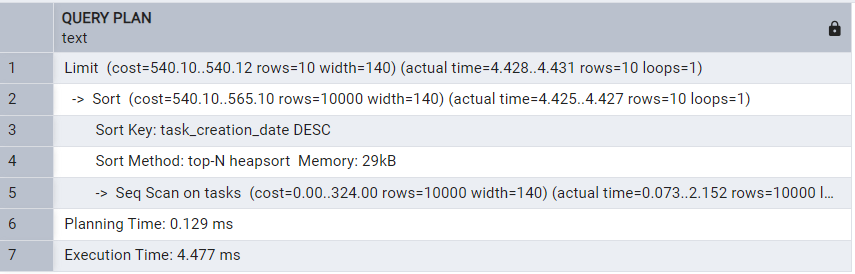 QUERY PLAN
text
1 Limit (cost=540.10..540.12 rows=10 width=140) (actual time=4.428..4.431 rows=10 loops=1)
2 -> Sort (cost=540.10..565.10 rows=10000 width=140) (actual time=4.425..4.427 rows=10 loops=1)
3 Sort Key: task_creation_date DESC
4 Sort Method: top-N heapsort Memory: 29kB
5 -> Seq Scan on tasks (cost=0.00..324.00 rows=10000 width=140) (actual time=0.073..2.152 rows=10000 l...
6 Planning Time: 0.129 ms
7 Execution Time: 4.477 ms